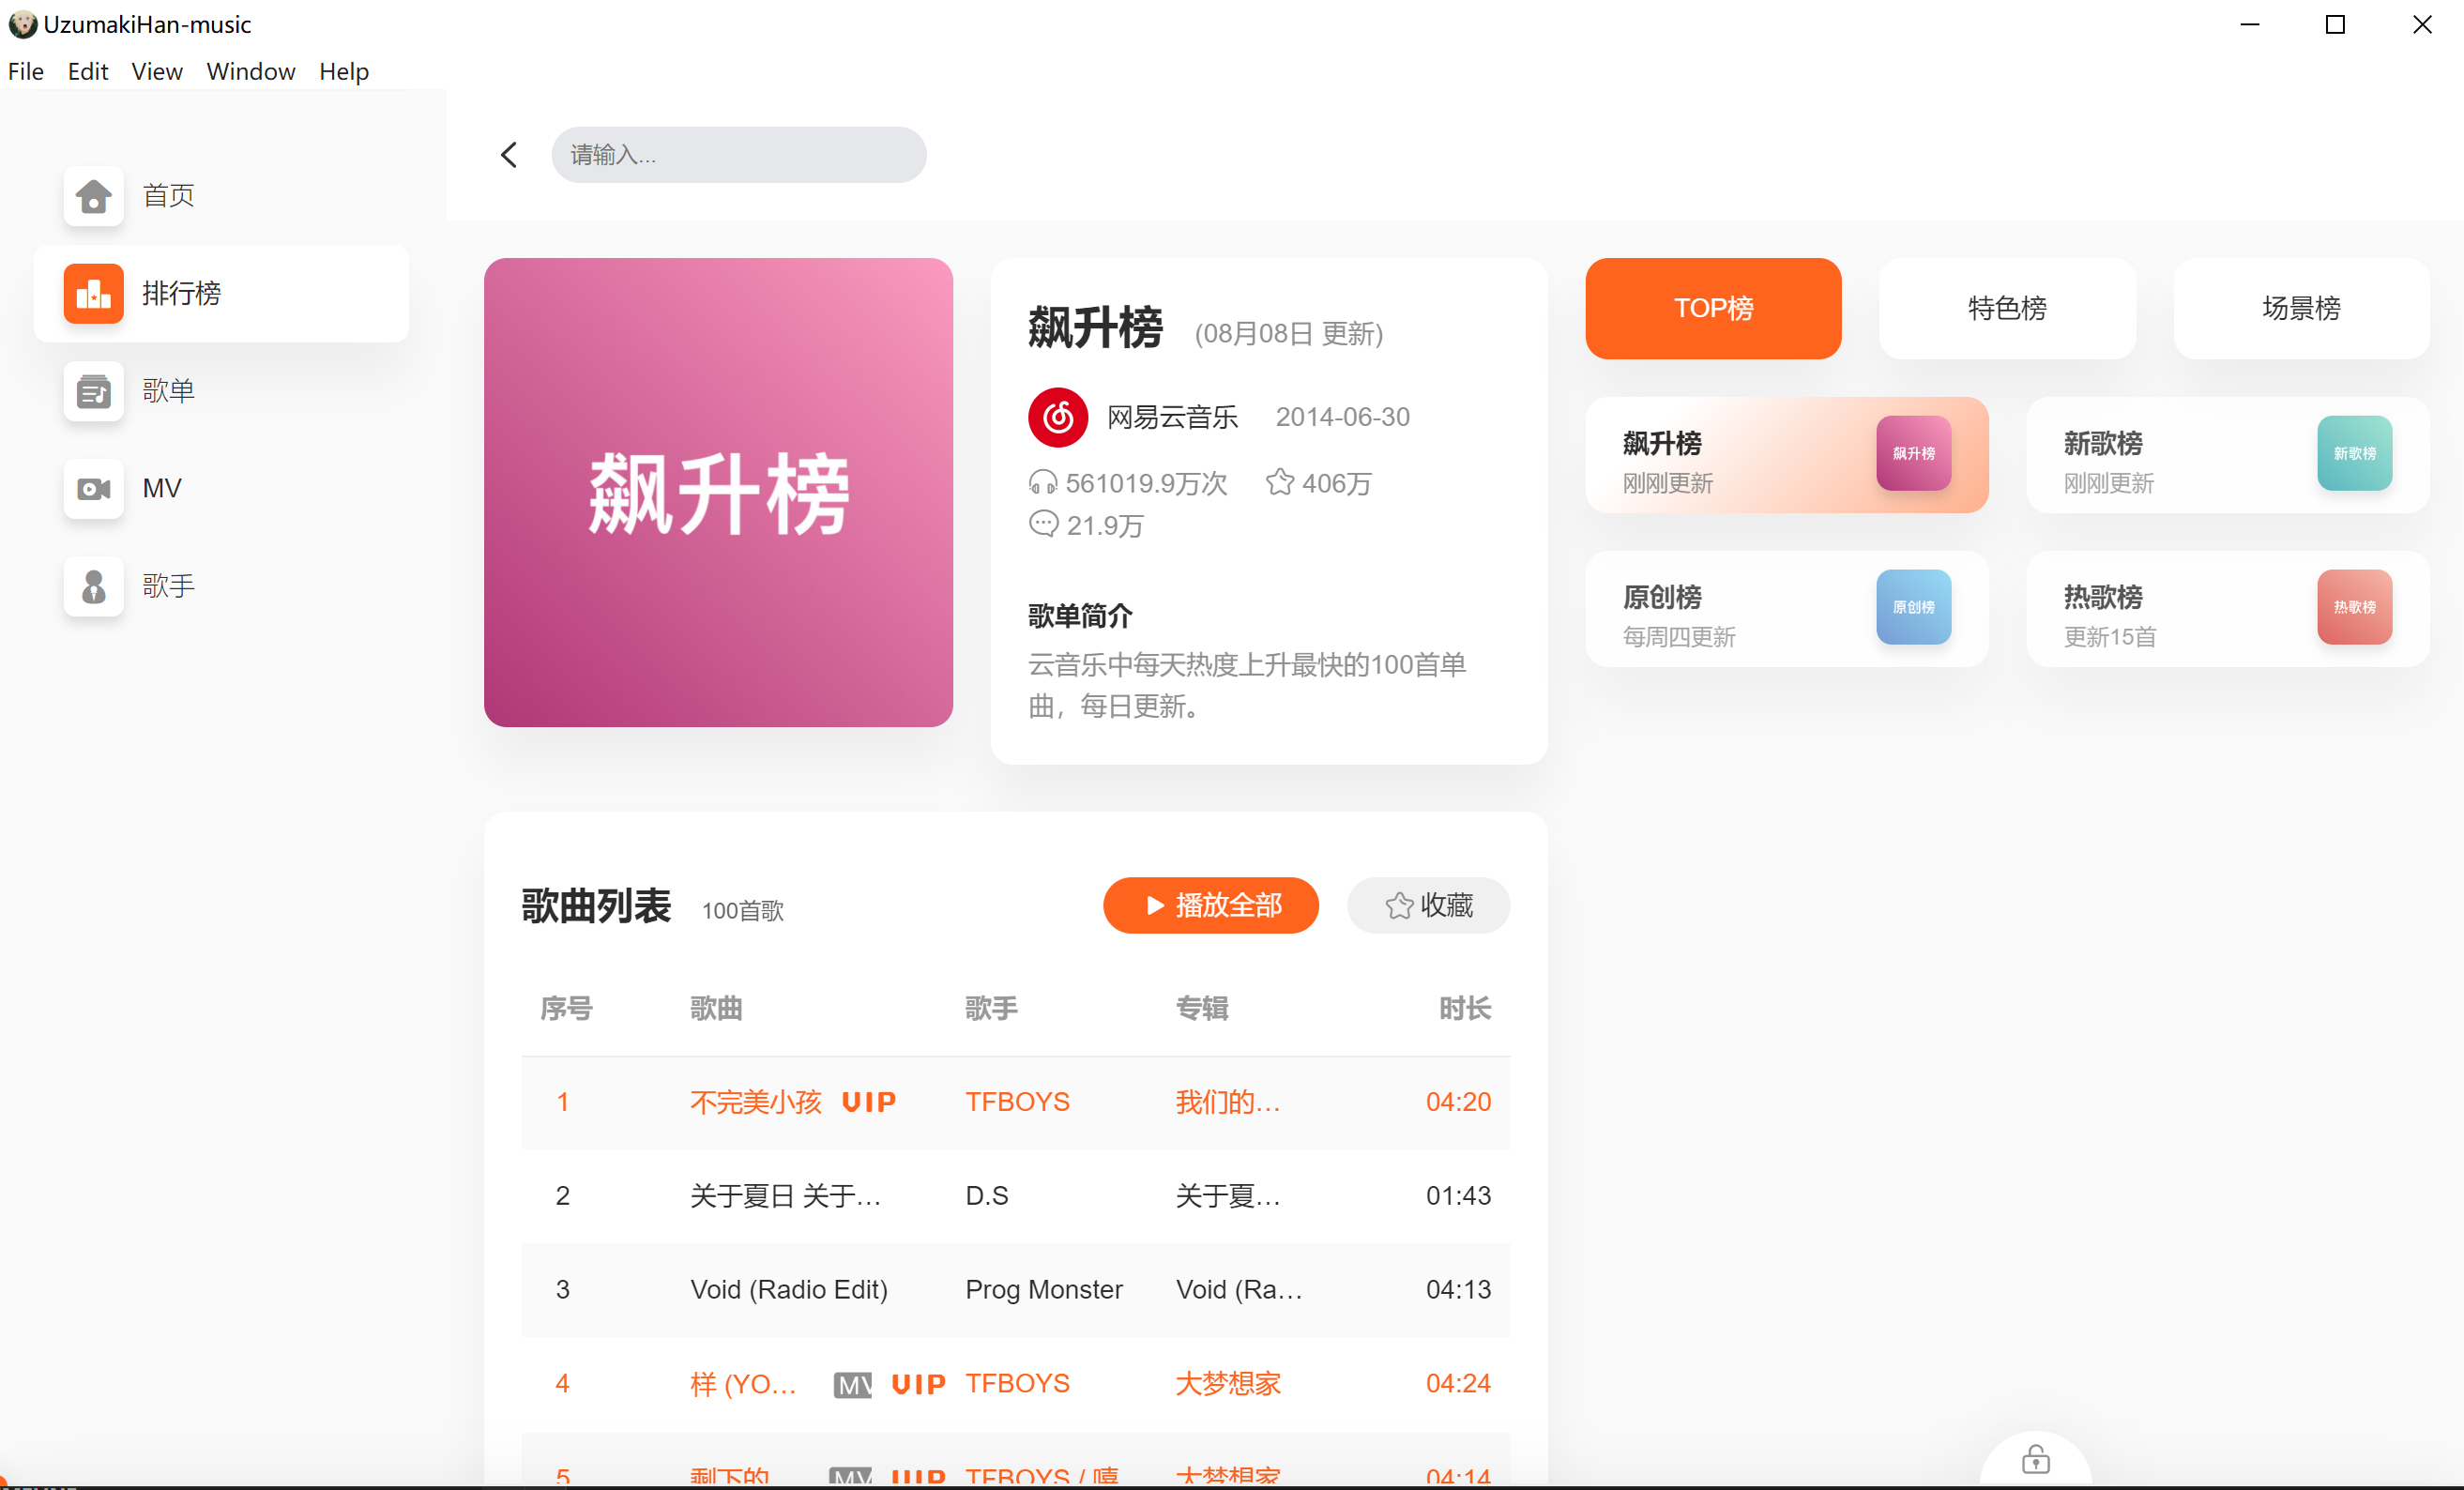 UzumakiHan-music
File Edit View Window Help
请输入...
首页
排行榜
歌单
MV
歌手
飙升榜
飙升榜 (08月08日 更新)
网易云音乐 2014-06-30
561019.9万次 406万
21.9万
歌单简介
云音乐中每天热度上升最快的100首单
曲，每日更新。
TOP榜 特色榜 场景榜
飙升榜
刚刚更新
飙升榜
新歌榜
刚刚更新
新歌榜
原创榜
每周四更新
原创榜
热歌榜
更新15首
热歌榜
歌曲列表 100首歌 播放全部 收藏
序号 歌曲 歌手 专辑 时长
1 不完美小孩 VIP TFBOYS 我们的... 04:20
2 关于夏日 关于... D.S 关于夏... 01:43
3 Void (Radio Edit) Prog Monster Void (Ra... 04:13
4 样 (YO... MV VIP TFBOYS 大梦想家 04:24
5 剩下的 MV VIP TFBOYS / 嘻 大梦想家 04:14